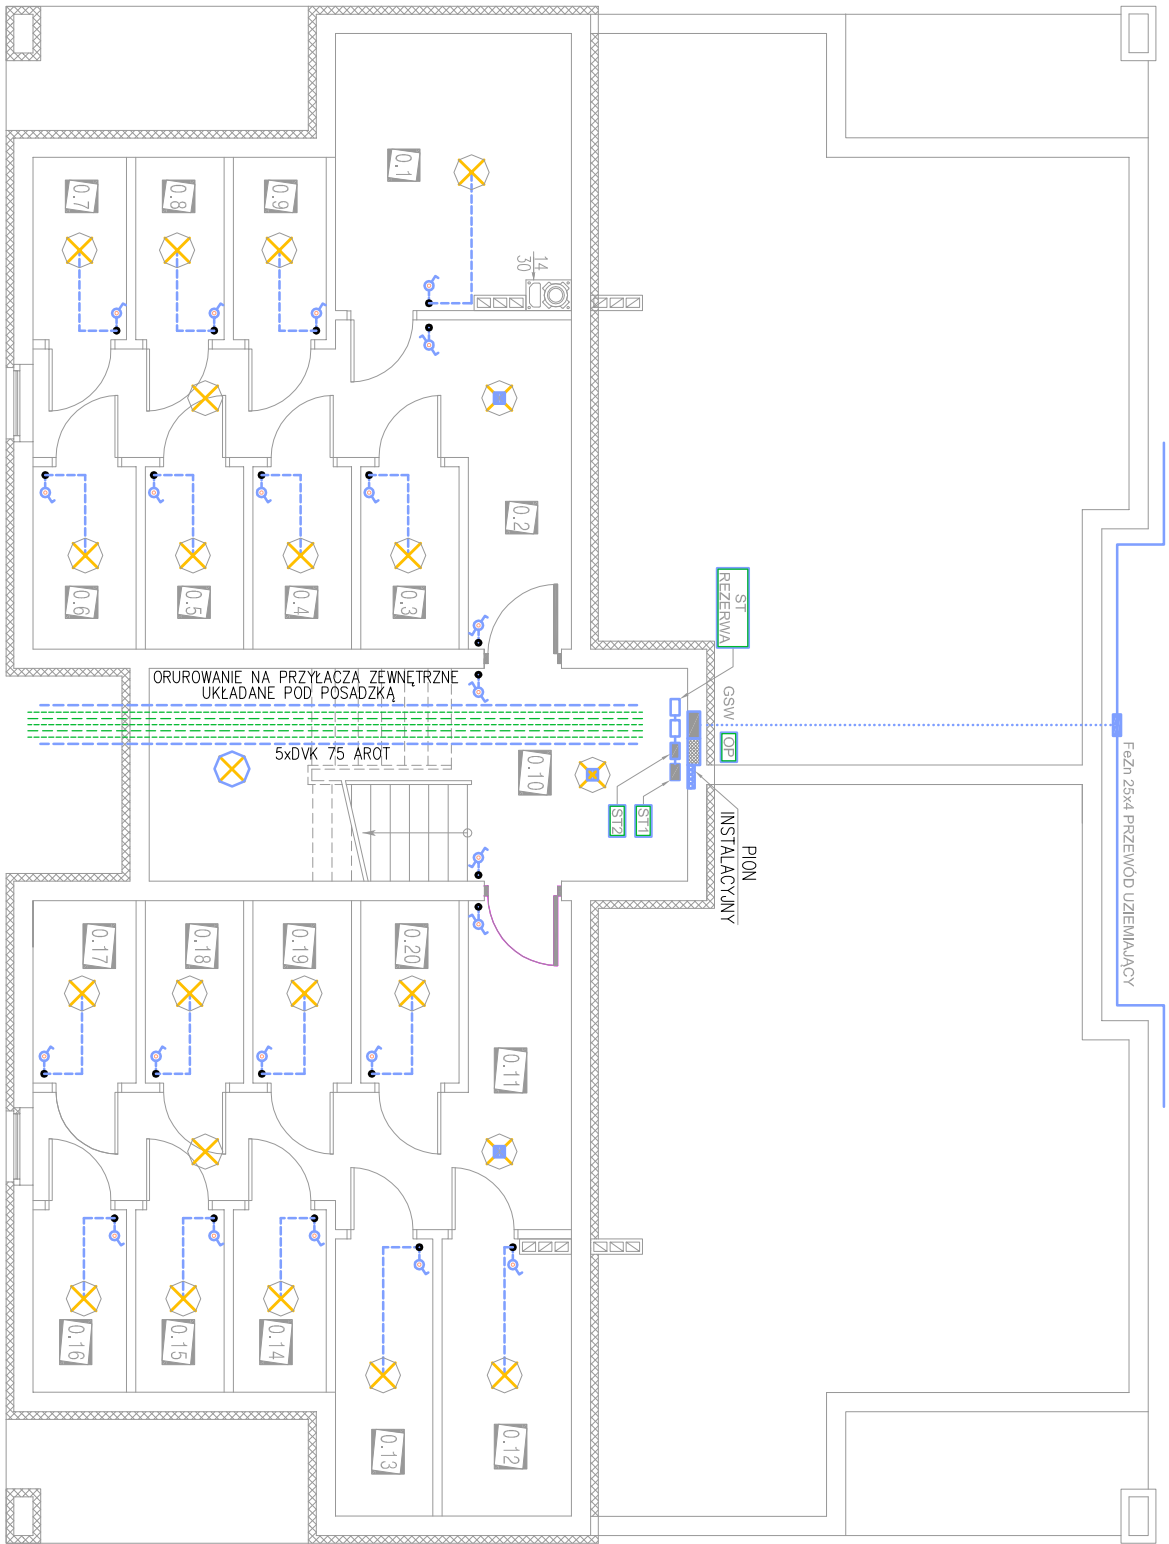 0.7
0.8
0.9
0.1
14
30
0.6
0.5
0.4
0.3
0.2
ST
REZERWA
ORUROWANIE NA PRZYŁĄCZA ZEWNĘTRZNE
UKŁADANE POD POSADZKĄ
5xDVK 75 AROT
0.10
GSW
OP
ST2
ST1
PION
INSTALACYJNY
FeZn 25x4 PRZEWÓD UZIEMIAJĄCY
0.17
0.18
0.19
0.20
0.11
0.16
0.15
0.14
0.13
0.12